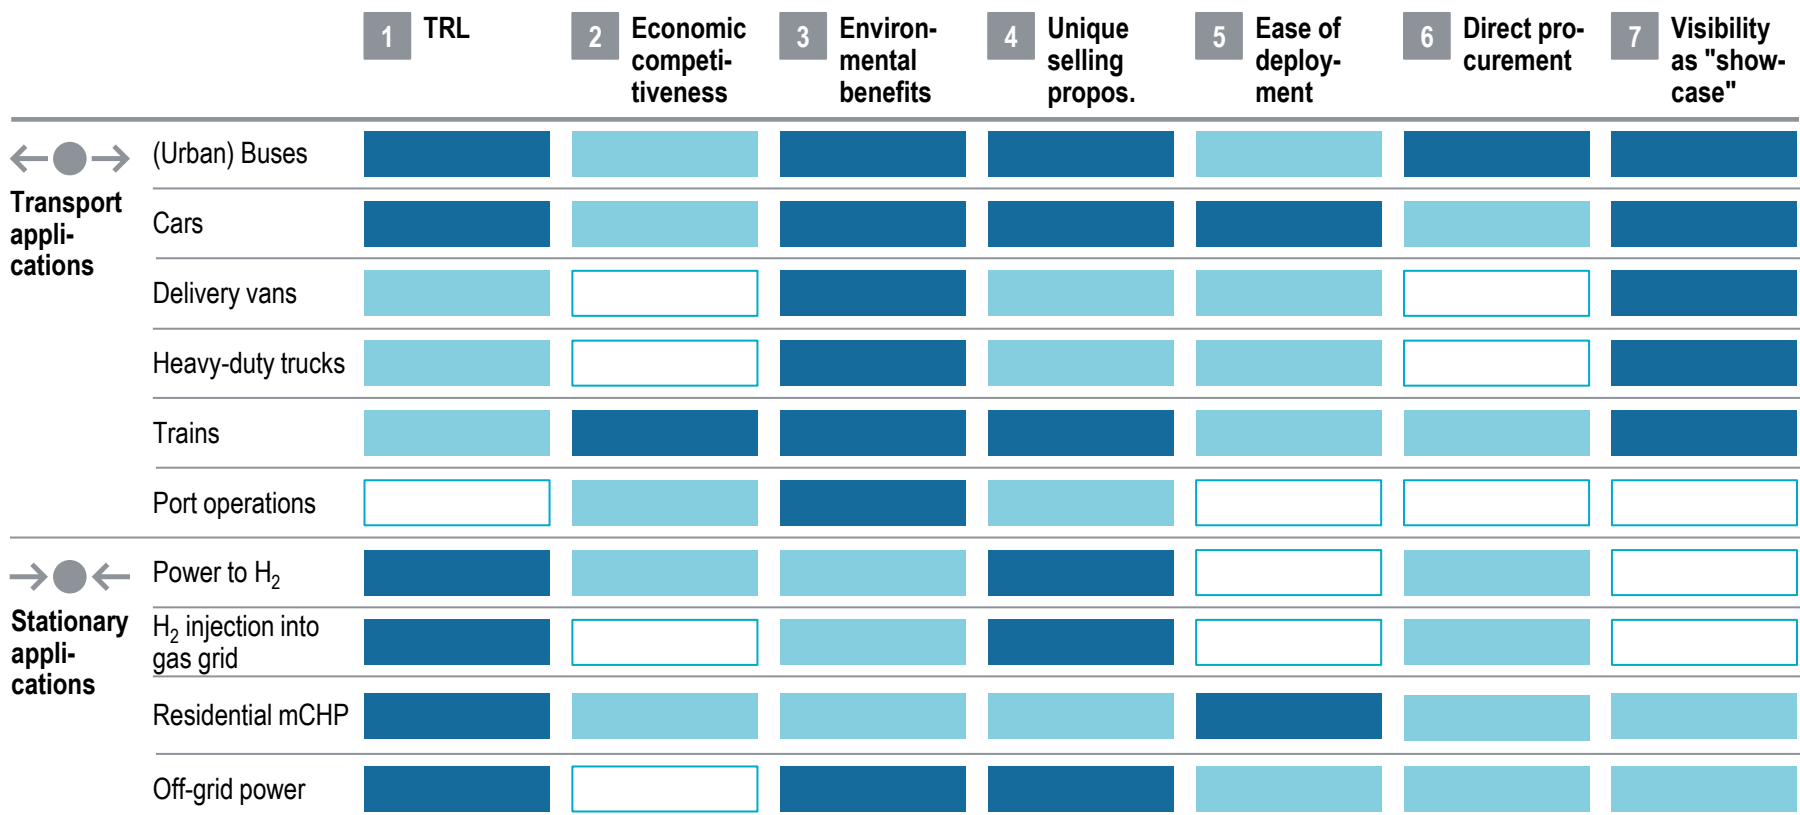 1 TRL
2 Economic
competi-
tiveness
3 Environ-
mental
benefits
4 Unique
selling
propos.
5 Ease of
deploy-
ment
6 Direct pro-
curement
7 Visibility
as "show-
case"
Transport
appli-
cations
(Urban) Buses
Cars
Delivery vans
Heavy-duty trucks
Trains
Port operations
Stationary
appli-
cations
Power to H₂
H₂ injection into
gas grid
Residential mCHP
Off-grid power